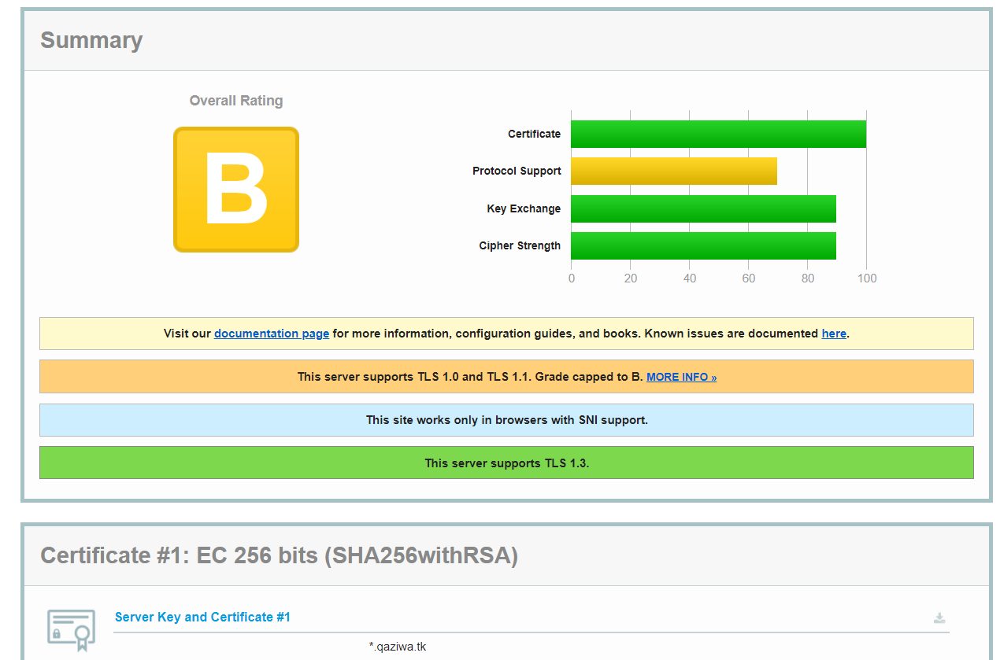 Summary
Overall Rating
B
Certificate
Protocol Support
Key Exchange
Cipher Strength
0 20 40 60 80 100
Visit our documentation page for more information, configuration guides, and books. Known issues are documented here.
This server supports TLS 1.0 and TLS 1.1. Grade capped to B. MORE INFO »
This site works only in browsers with SNI support.
This server supports TLS 1.3.
Certificate #1: EC 256 bits (SHA256withRSA)
Server Key and Certificate #1
*.qaziwa.tk